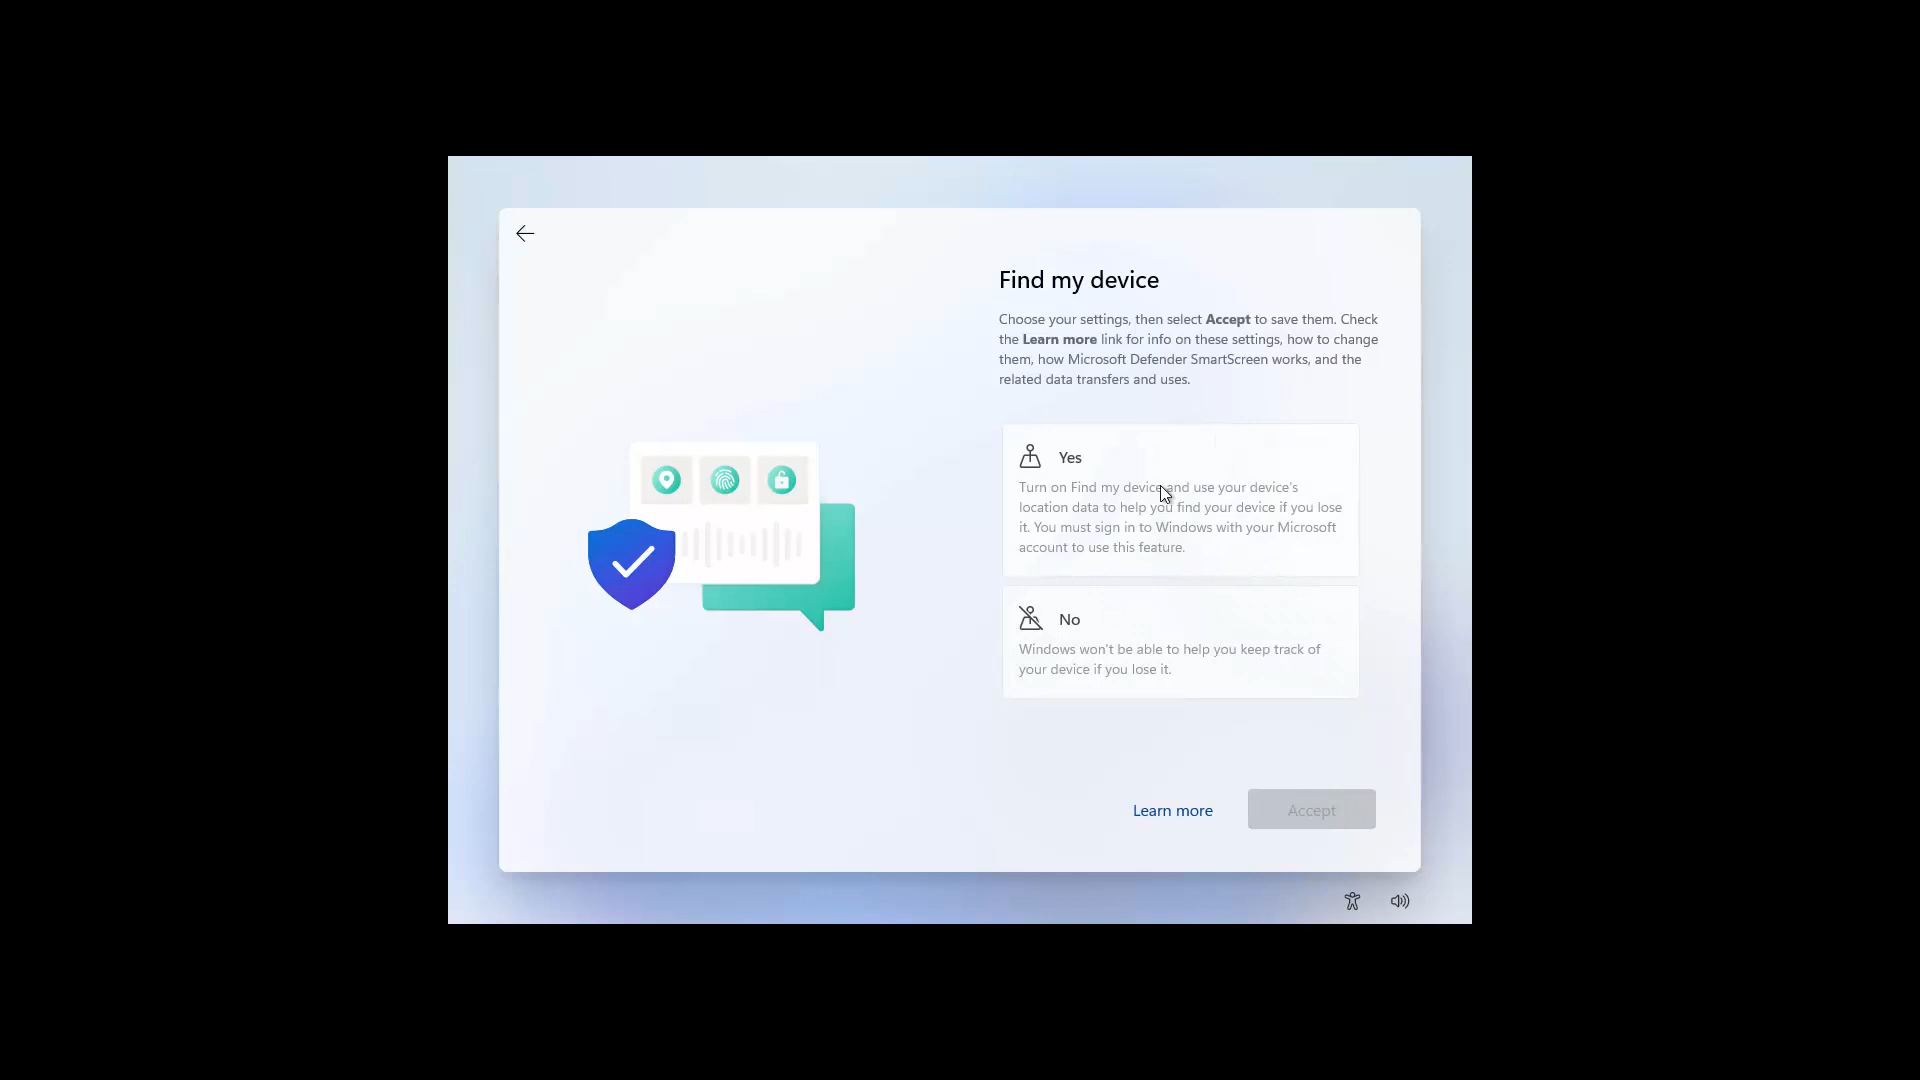 Find my device
Choose your settings, then select Accept to save them. Check
the Learn more link for info on these settings, how to change
them, how Microsoft Defender SmartScreen works, and the
related data transfers and uses.
Yes
Turn on Find my device and use your device's
location data to help you find your device if you lose
it. You must sign in to Windows with your Microsoft
account to use this feature.
No
Windows won't be able to help you keep track of
your device if you lose it.
Learn more
Accept